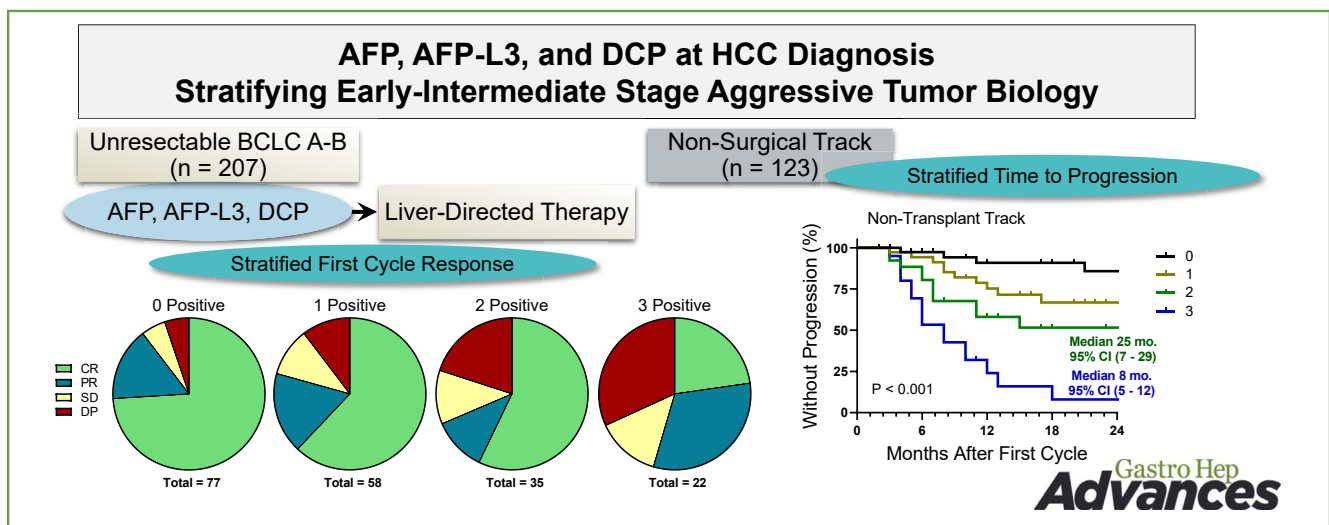 AFP, AFP-L3, and DCP at HCC Diagnosis
Stratifying Early-Intermediate Stage Aggressive Tumor Biology
Unresectable BCLC A-B
(n = 207)
AFP, AFP-L3, DCP
Liver-Directed Therapy
Stratified First Cycle Response
0 Positive
1 Positive
2 Positive
3 Positive
CR
PR
SD
DP
Total = 77
Total = 58
Total = 35
Total = 22
Non-Surgical Track
(n = 123)
Stratified Time to Progression
Non-Transplant Track
Without Progression (%)
100
75
50
25
0
0
1
2
3
Median 25 mo.
95% CI (7 - 29)
Median 8 mo.
95% CI (5 - 12)
P < 0.001
0
6
12
18
24
Months After First Cycle
Gastro Hep
Advances